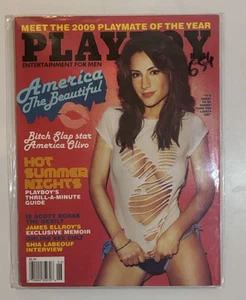 MEET THE 2009 PLAYMATE OF THE YEAR
PLAYBOY
ENTERTAINMENT FOR MEN
654
America
The Beautiful
Bitch Slap star
America Olivo
HOT
SUMMER
NIGHTS
PLAYBOY'S
THRILL-A-MINUTE
GUIDE
IS SCOTT BORAS
THE DEVIL?
JAMES ELLROY'S
EXCLUSIVE MEMOIR
SHIA LABEOUF
INTERVIEW